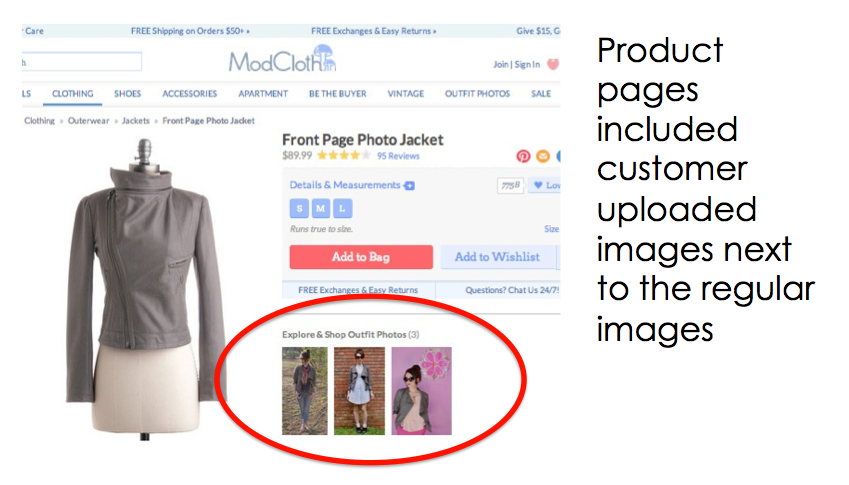 Care
FREE Shipping on Orders $50+ »
FREE Exchanges & Easy Returns »
Give $15, G
ModCloth
Join | Sign In
LS
CLOTHING
SHOES
ACCESSORIES
APARTMENT
BE THE BUYER
VINTAGE
OUTFIT PHOTOS
SALE
Clothing » Outerwear » Jackets » Front Page Photo Jacket
Front Page Photo Jacket
$89.99
95 Reviews
Details & Measurements +
7758
Lov
S M L
Runs true to size.
Size
Add to Bag
Add to Wishlist
FREE Exchanges & Easy Returns
Questions? Chat Us 24/7!
Explore & Shop Outfit Photos (3)
Product
pages
included
customer
uploaded
images next
to the regular
images